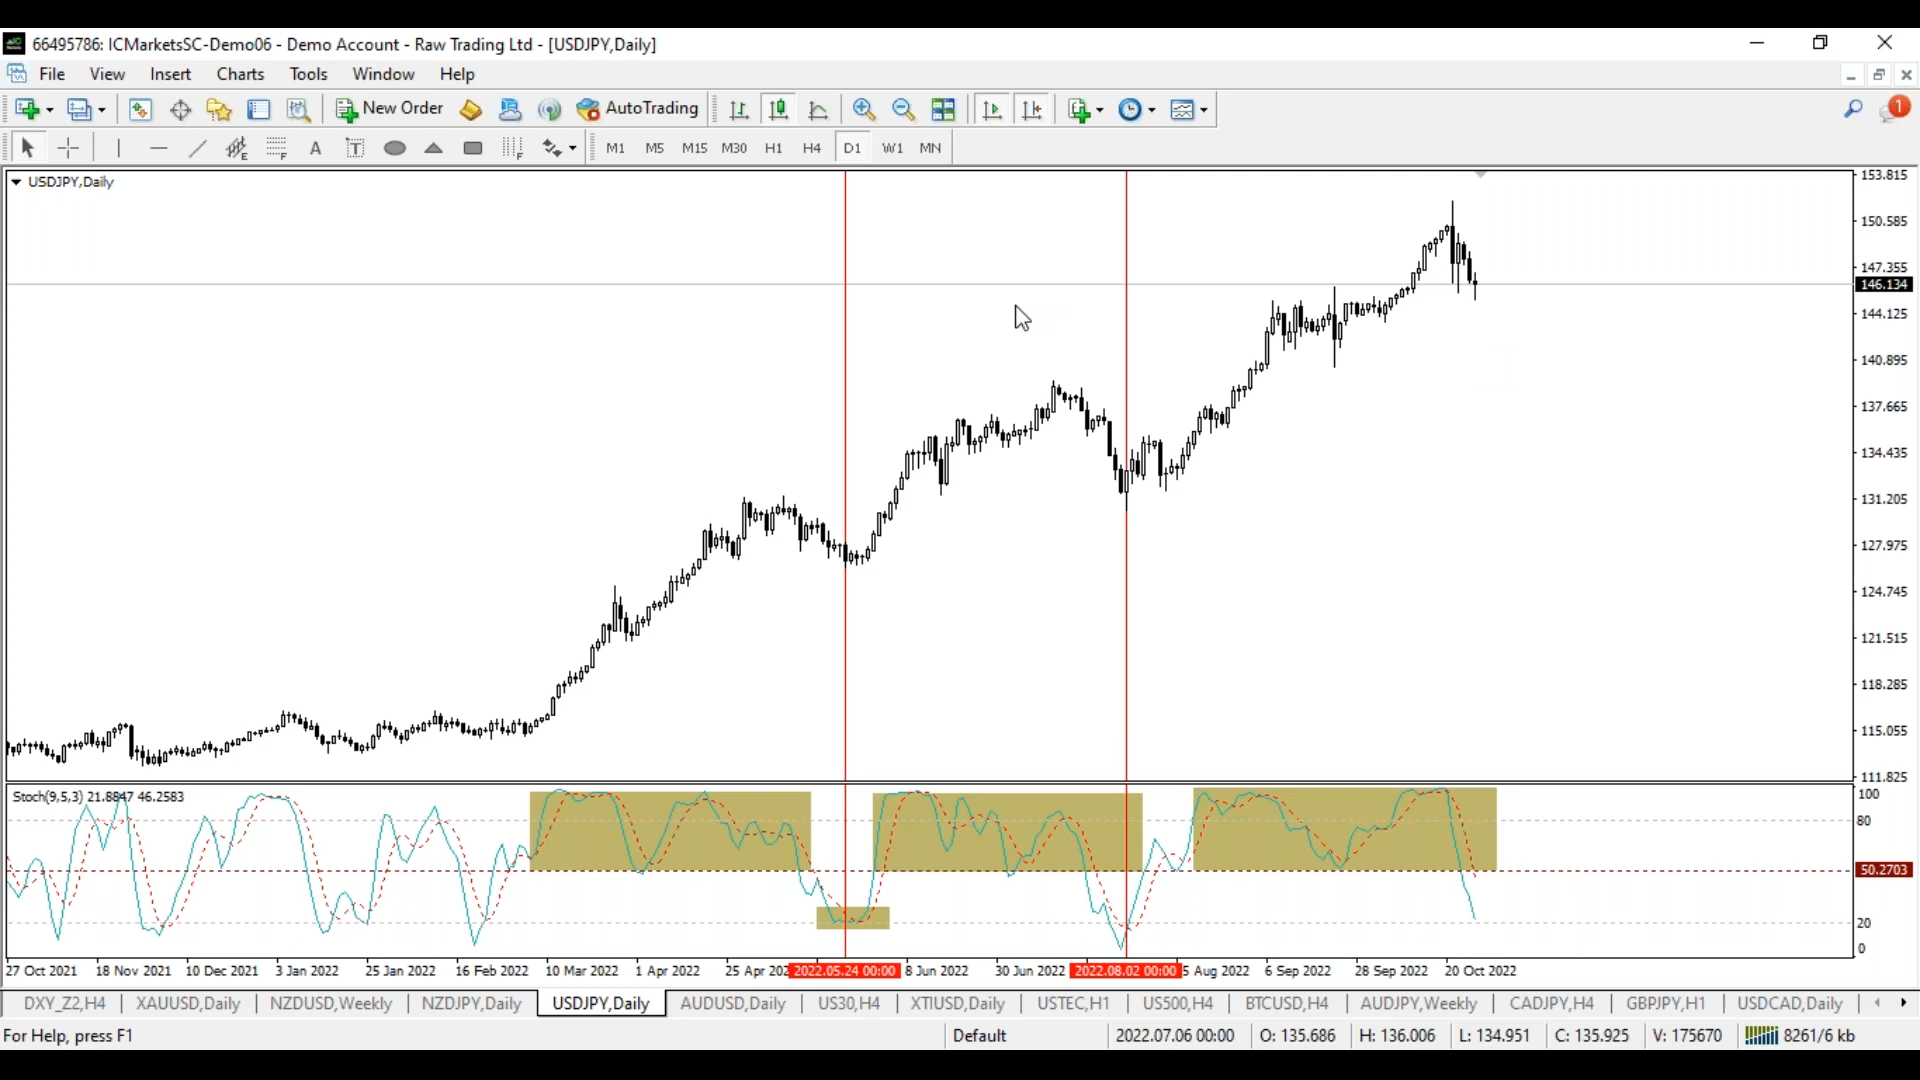 66495786: ICMarketsSC-Demo06 - Demo Account - Raw Trading Ltd - [USDJPY,Daily]
File View Insert Charts Tools Window Help
New Order AutoTrading 1
A T M1 M5 M15 M30 H1 H4 D1 W1 MN
USDJPY,Daily
153.815
150.585
147.355
146.134
144.125
140.895
137.665
134.435
131.205
127.975
124.745
121.515
118.285
115.055
111.825
Stoch(9,5,3) 21.8847 46.2583
100
80
50.2703
20
0
27 Oct 2021 18 Nov 2021 10 Dec 2021 3 Jan 2022 25 Jan 2022 16 Feb 2022 10 Mar 2022 1 Apr 2022 25 Apr 202 2022.05.24 00:00 8 Jun 2022 30 Jun 2022 2022.08.02 00:00 5 Aug 2022 6 Sep 2022 28 Sep 2022 20 Oct 2022
DXY_Z2,H4 XAUUSD,Daily NZDUSD,Weekly NZDJPY,Daily USDJPY,Daily AUDUSD,Daily US30,H4 XTIUSD,Daily USTEC,H1 US500,H4 BTCUSD,H4 AUDJPY,Weekly CADJPY,H4 GBPJPY,H1 USDCAD,Daily
For Help, press F1 Default 2022.07.06 00:00 O: 135.686 H: 136.006 L: 134.951 C: 135.925 V: 175670 8261/6 kb